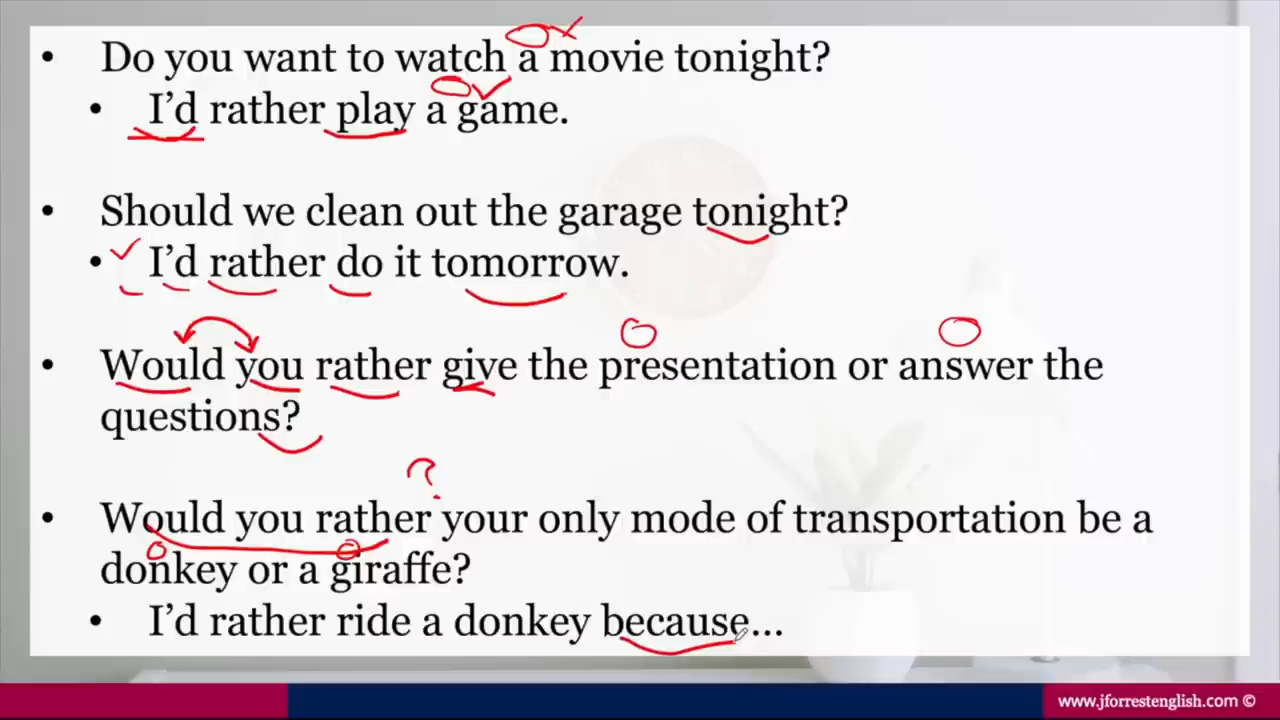 • Do you want to watch a movie tonight?
• I'd rather play a game.
• Should we clean out the garage tonight?
• I'd rather do it tomorrow.
• Would you rather give the presentation or answer the
questions?
?
• Would you rather your only mode of transportation be a
donkey or a giraffe?
• I'd rather ride a donkey because...
www.jforrestenglish.com ©